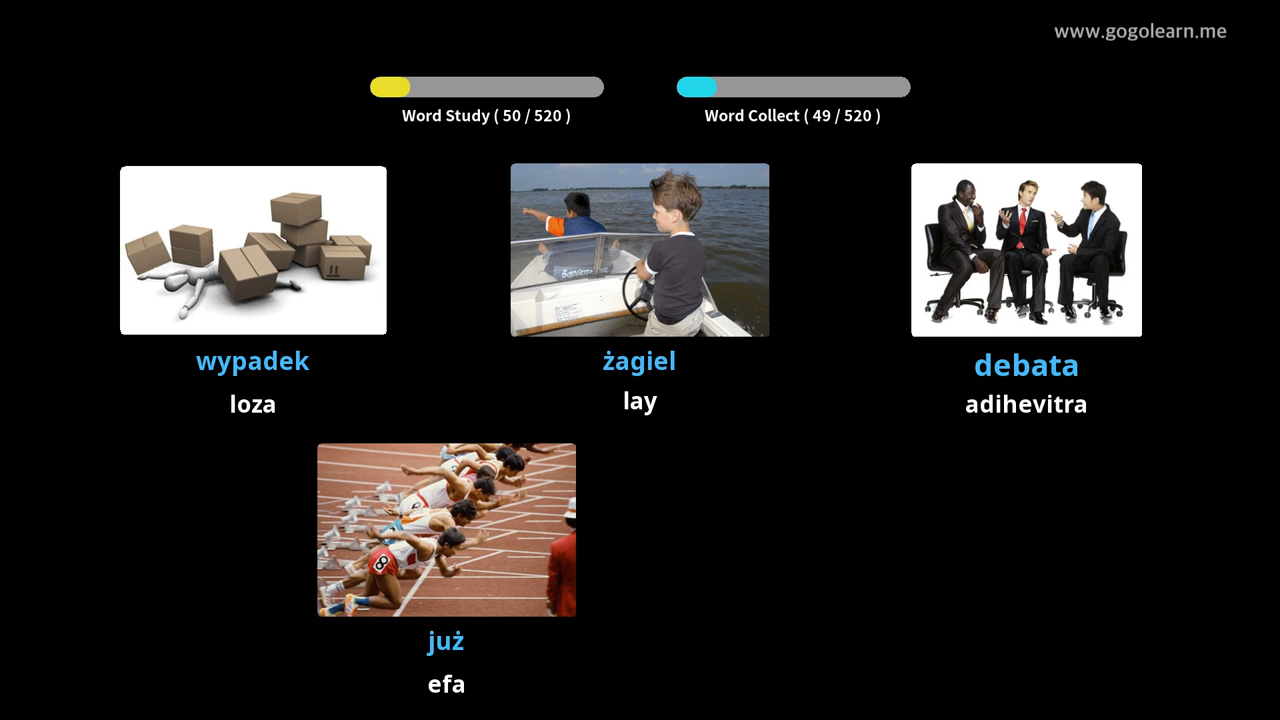 www.gogolearn.me
Word Study ( 50 / 520 )
Word Collect ( 49 / 520 )
wypadek
żagiel
debata
loza
lay
adihevitra
8
już
efa